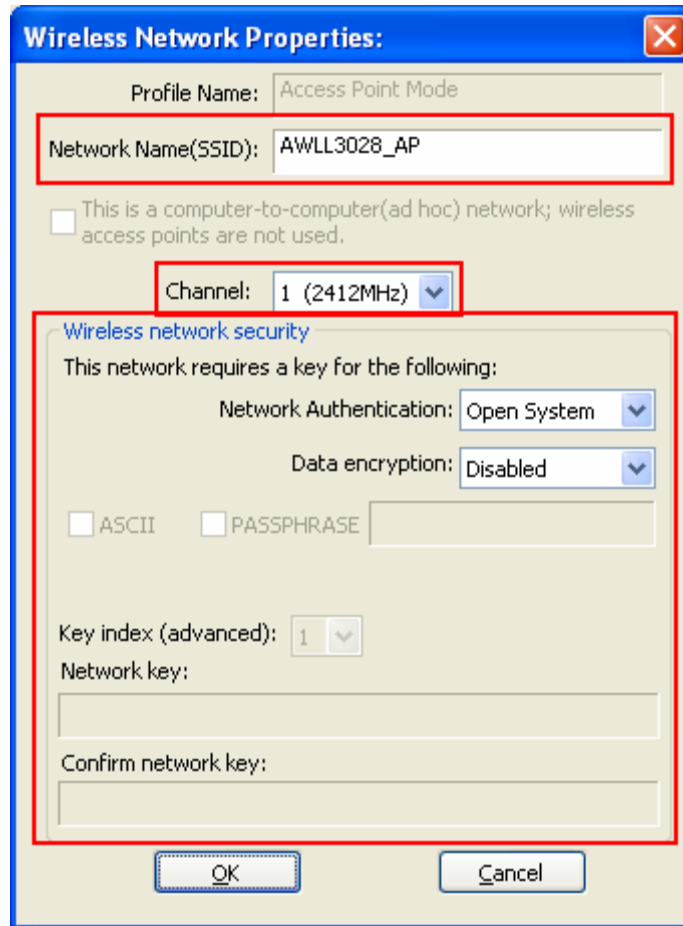 Wireless Network Properties:
Profile Name: Access Point Mode
Network Name(SSID): AWLL3028_AP
This is a computer-to-computer(ad hoc) network; wireless
access points are not used.
Channel: 1 (2412MHz)
Wireless network security
This network requires a key for the following:
Network Authentication: Open System
Data encryption: Disabled
ASCII PASSPHRASE
Key index (advanced): 1
Network key:
Confirm network key:
OK Cancel